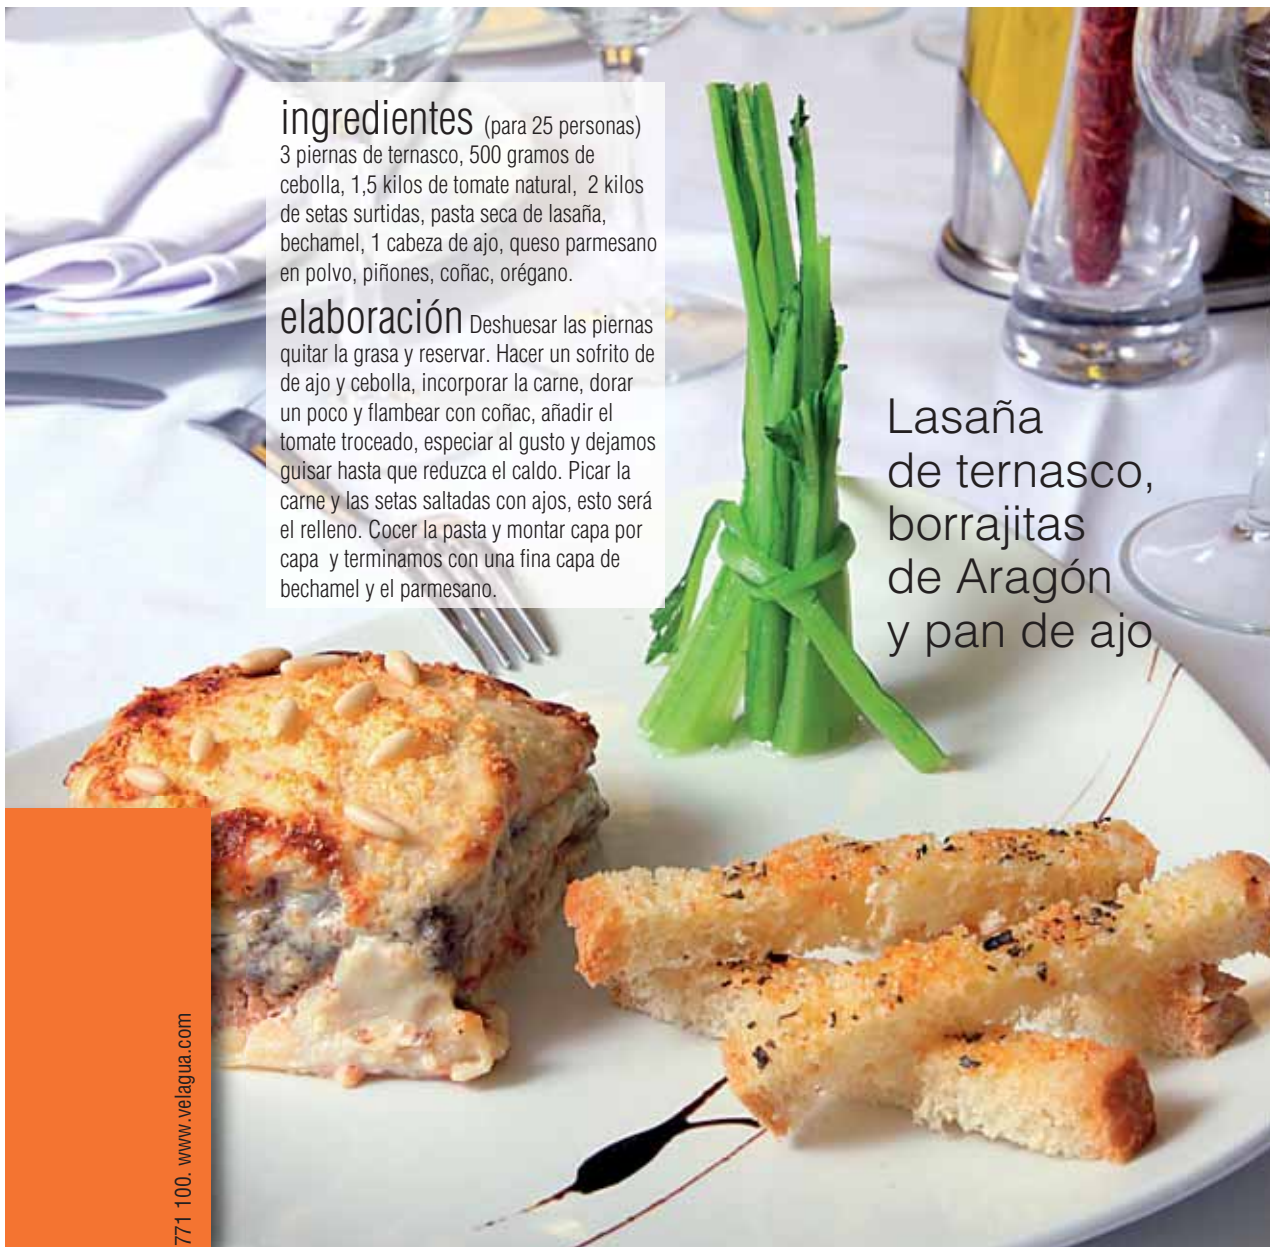 ingredientes (para 25 personas)
3 piernas de ternasco, 500 gramos de
cebolla, 1,5 kilos de tomate natural,  2 kilos
de setas surtidas, pasta seca de lasaña,
bechamel, 1 cabeza de ajo, queso parmesano
en polvo, piñones, coñac, orégano.
elaboración Deshuesar las piernas
quitar la grasa y reservar. Hacer un sofrito de
de ajo y cebolla, incorporar la carne, dorar
un poco y flambear con coñac, añadir el
tomate troceado, especiar al gusto y dejamos
guisar hasta que reduzca el caldo. Picar la
carne y las setas saltadas con ajos, esto será
el relleno. Cocer la pasta y montar capa por
capa  y terminamos con una fina capa de
bechamel y el parmesano.
Lasaña
de ternasco,
borrajitas
de Aragón
y pan de ajo
771 100. www.velagua.com